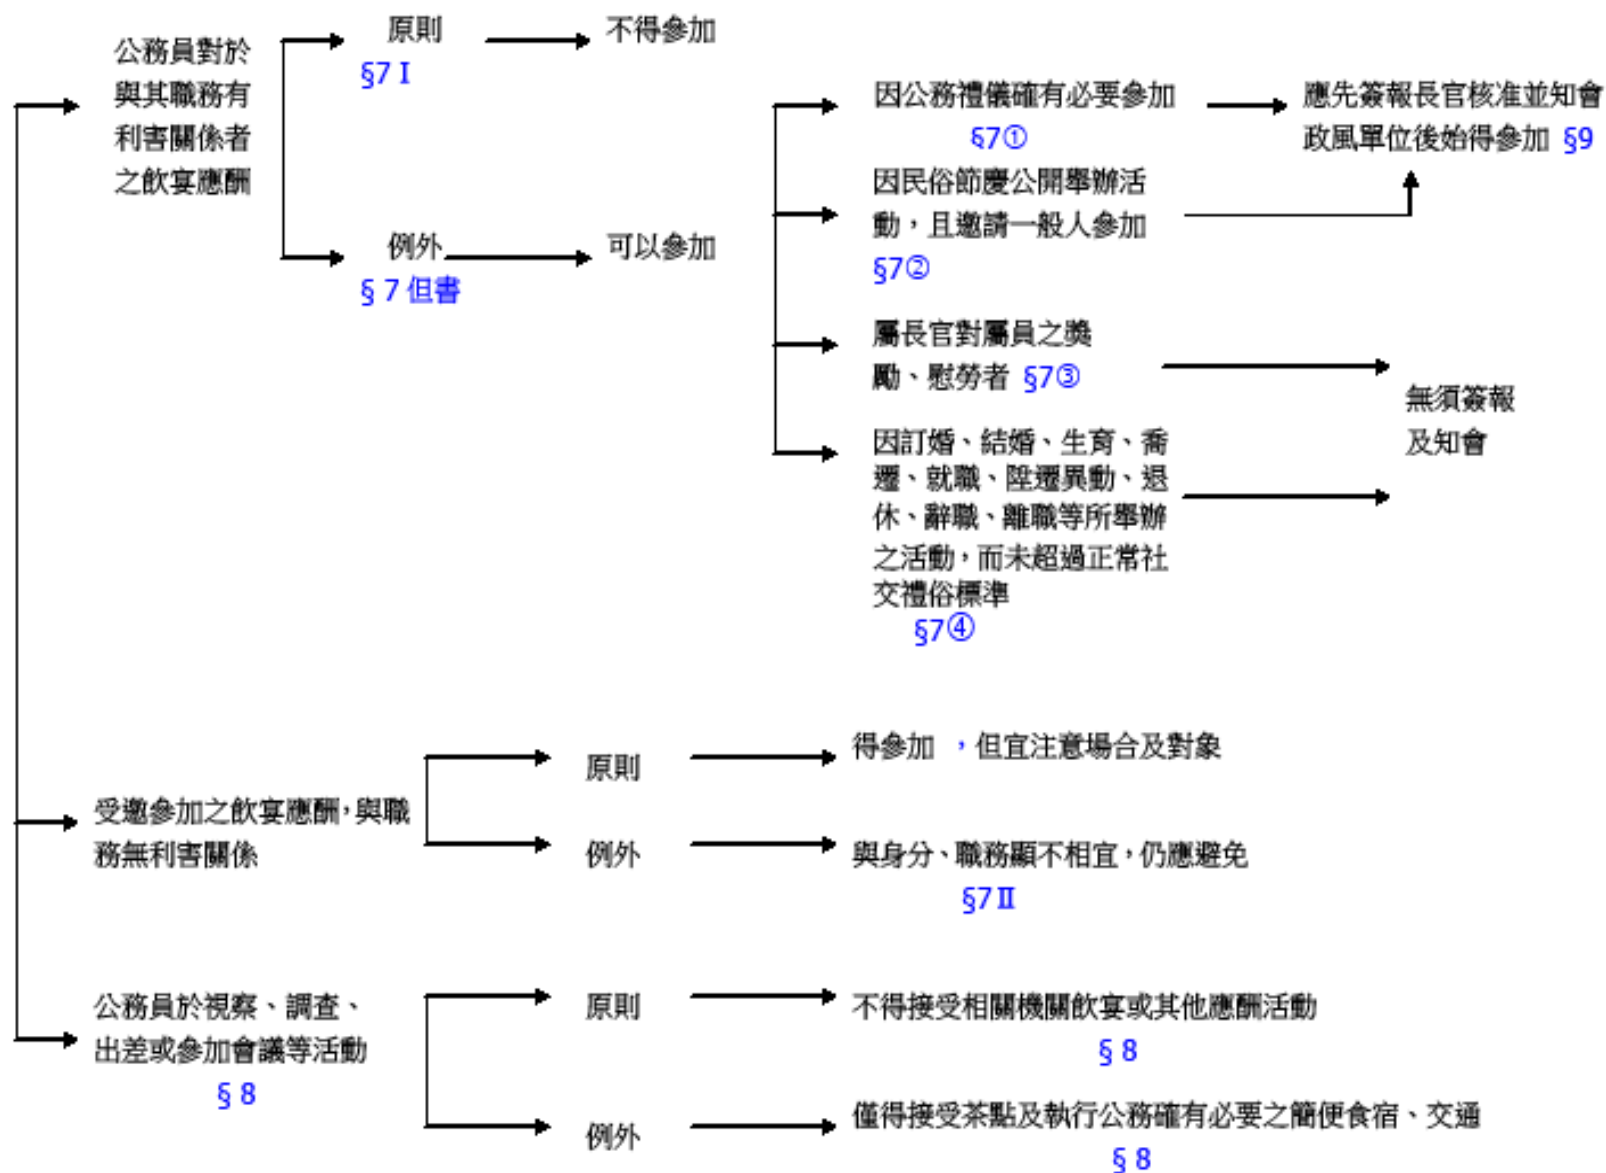 公務員對於
與其職務有
利害關係者
之飲宴應酬
原則
§7 I
不得參加
例外
§ 7 但書
可以參加
因公務禮儀確有必要參加
§7①
應先簽報長官核准並知會
政風單位後始得參加 §9
因民俗節慶公開舉辦活
動，且邀請一般人參加
§7②
屬長官對屬員之獎
勵、慰勞者 §7③
無須簽報
及知會
因訂婚、結婚、生育、喬
遷、就職、陞遷異動、退
休、辭職、離職等所舉辦
之活動，而未超過正常社
交禮俗標準
§7④
受邀參加之飲宴應酬，與職
務無利害關係
原則
得參加 ，但宜注意場合及對象
例外
與身分、職務顯不相宜，仍應避免
§7 II
公務員於視察、調查、
出差或參加會議等活動
§ 8
原則
不得接受相關機關飲宴或其他應酬活動
§ 8
例外
僅得接受茶點及執行公務確有必要之簡便食宿、交通
§ 8